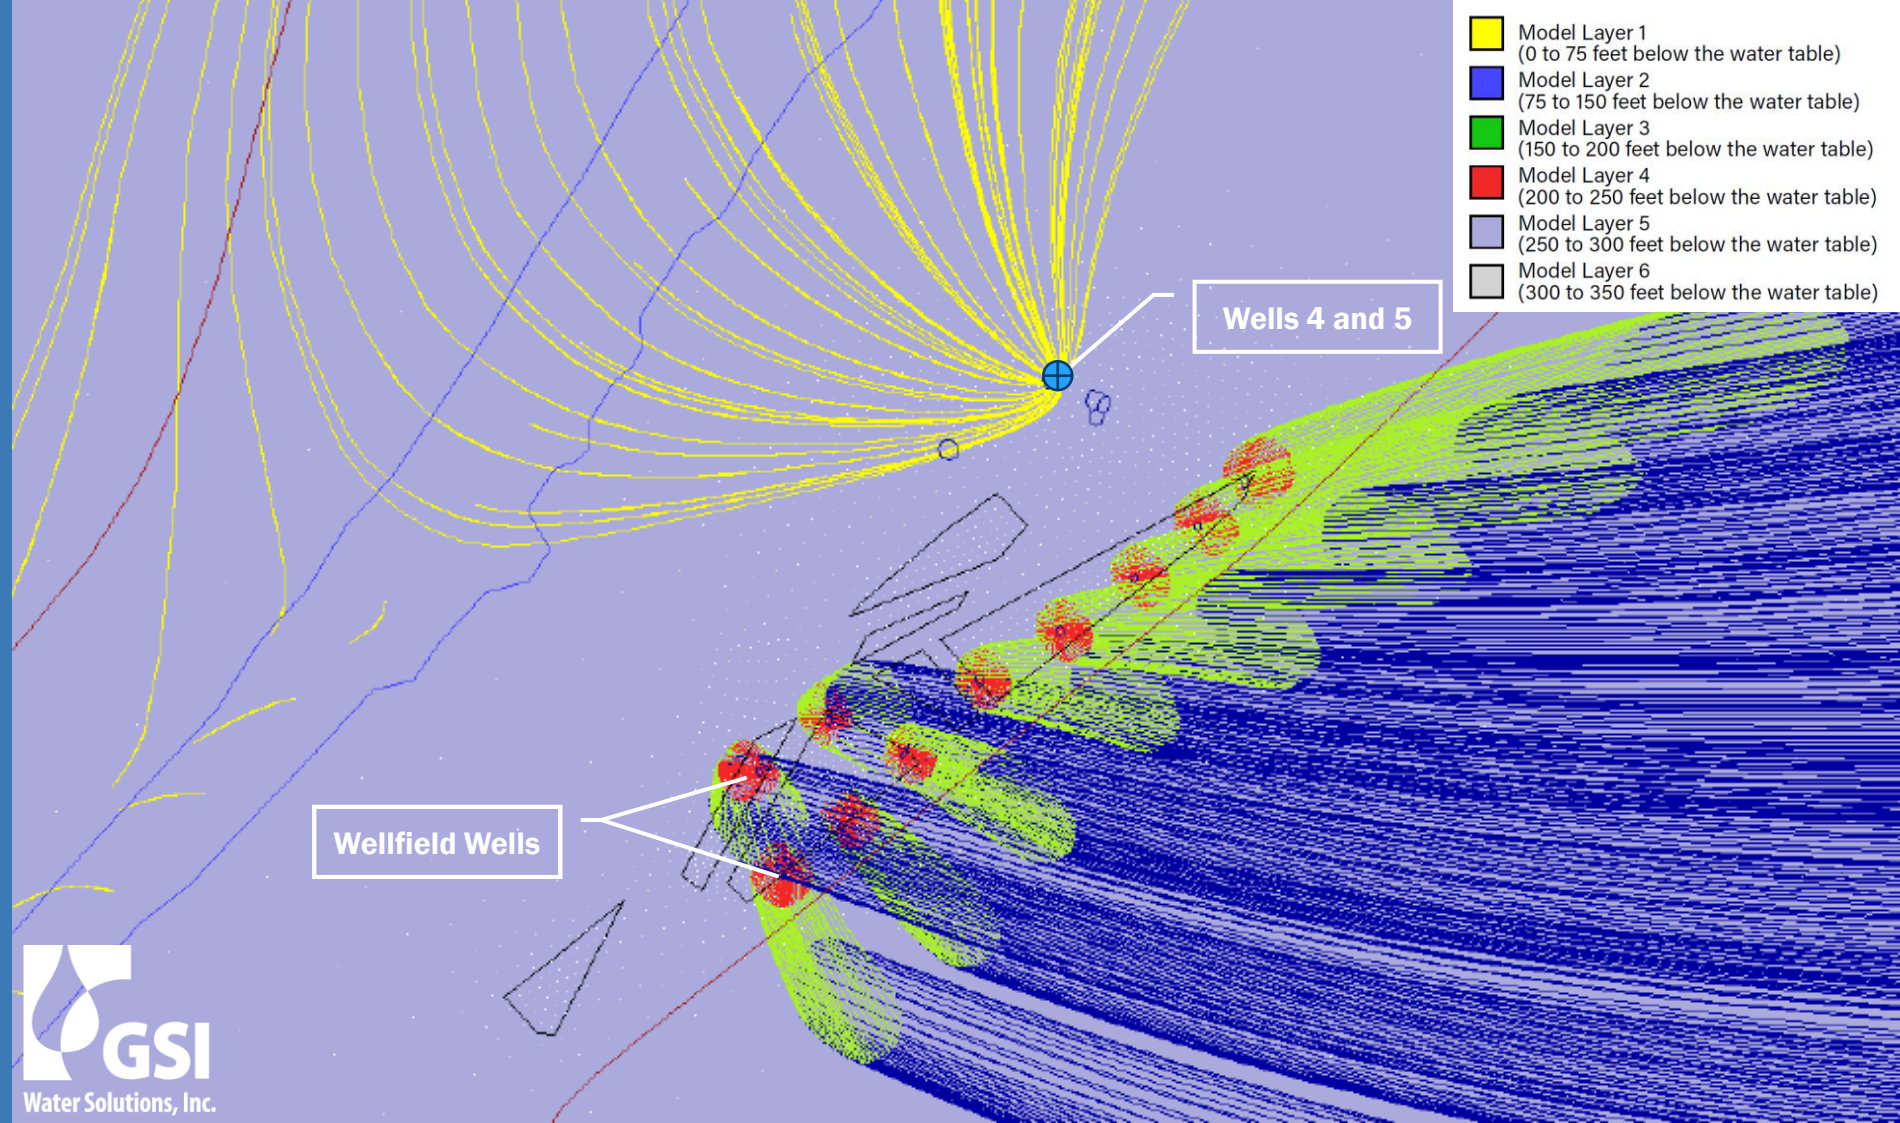 Model Layer 1
(0 to 75 feet below the water table)
Model Layer 2
(75 to 150 feet below the water table)
Model Layer 3
(150 to 200 feet below the water table)
Model Layer 4
(200 to 250 feet below the water table)
Model Layer 5
(250 to 300 feet below the water table)
Model Layer 6
(300 to 350 feet below the water table)
Wells 4 and 5
Wellfield Wells
GSI
Water Solutions, Inc.